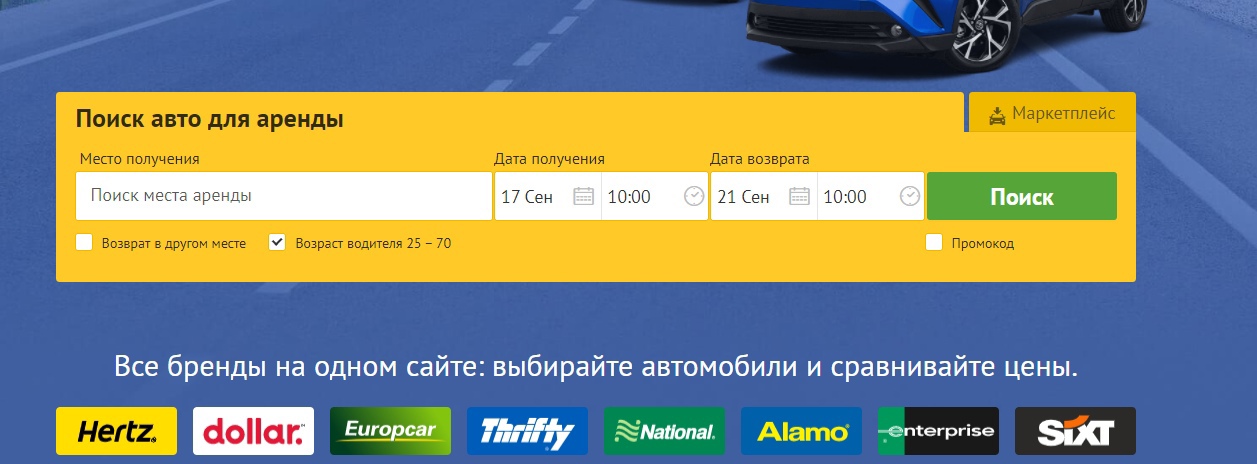 Поиск авто для аренды
Маркетплейс
Место получения
Дата получения
Дата возврата
Поиск места аренды
17 Сен
10:00
21 Сен
10:00
Поиск
Возврат в другом месте
Возраст водителя 25 – 70
Промокод
Все бренды на одном сайте: выбирайте автомобили и сравнивайте цены.
Hertz
dollar.
Europcar
Thrifty
National.
Alamo
enterprise
SIXT